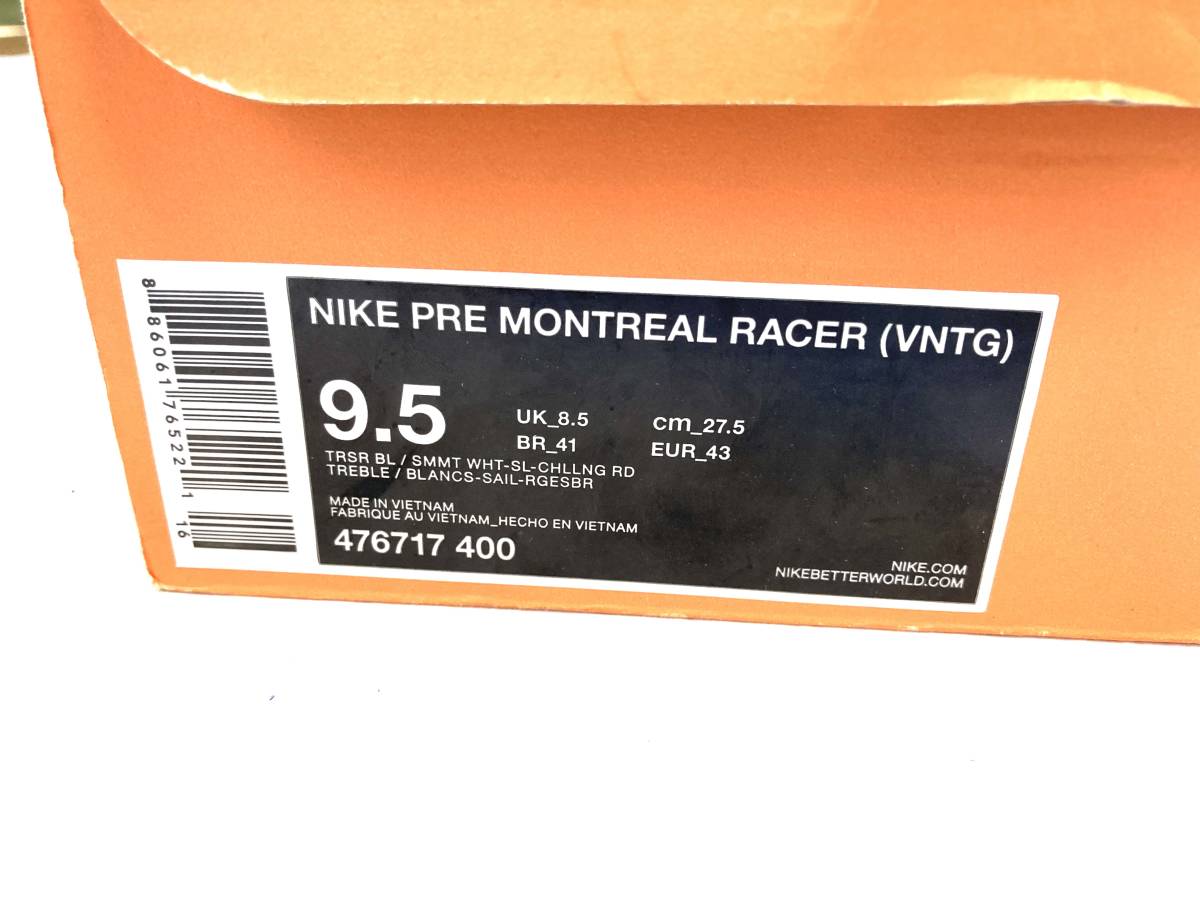 NIKE PRE MONTREAL RACER (VNTG)
9.5
UK_8.5 cm_27.5
BR_41 EUR_43
TRSR BL / SMMT WHT-SL-CHLLNG RD
TREBLE / BLANCS-SAIL-RGESBR
MADE IN VIETNAM
FABRIQUE AU VIETNAM_HECHO EN VIETNAM
476717 400
NIKE.COM
NIKEBETTERWORLD.COM
8 86061 76522 1 16